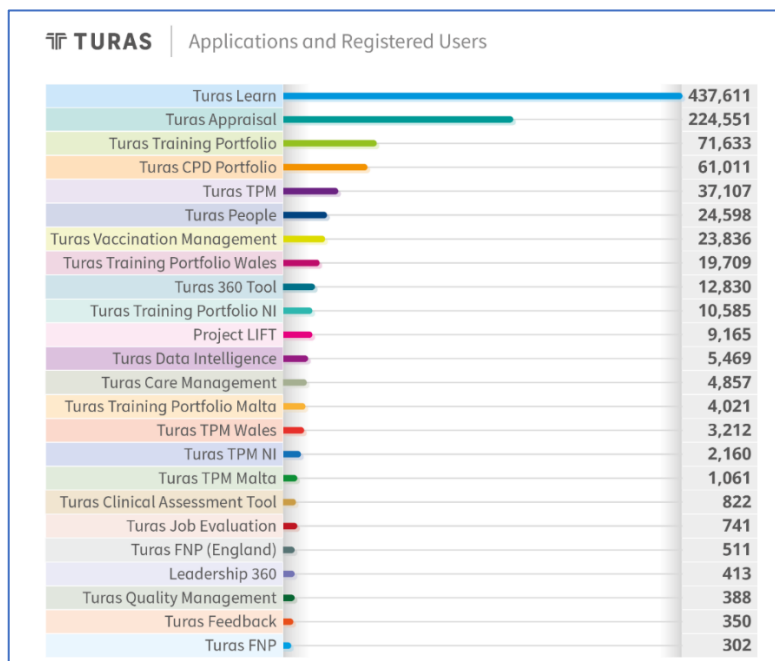 TURAS Applications and Registered Users
Turas Learn 437,611
Turas Appraisal 224,551
Turas Training Portfolio 71,633
Turas CPD Portfolio 61,011
Turas TPM 37,107
Turas People 24,598
Turas Vaccination Management 23,836
Turas Training Portfolio Wales 19,709
Turas 360 Tool 12,830
Turas Training Portfolio NI 10,585
Project LIFT 9,165
Turas Data Intelligence 5,469
Turas Care Management 4,857
Turas Training Portfolio Malta 4,021
Turas TPM Wales 3,212
Turas TPM NI 2,160
Turas TPM Malta 1,061
Turas Clinical Assessment Tool 822
Turas Job Evaluation 741
Turas FNP (England) 511
Leadership 360 413
Turas Quality Management 388
Turas Feedback 350
Turas FNP 302